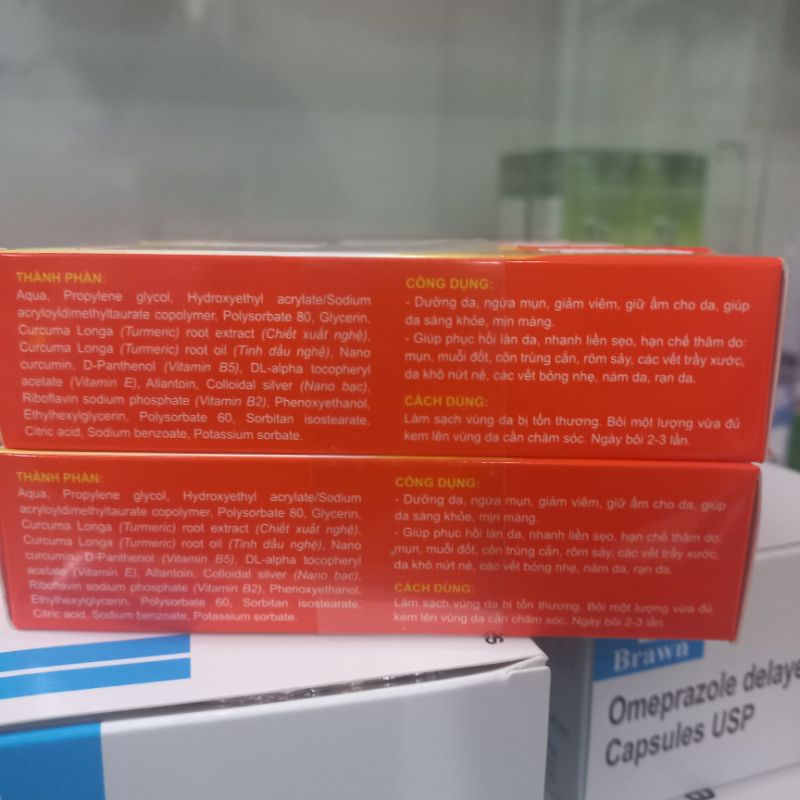 THÀNH PHẦN:
Aqua, Propylene glycol, Hydroxyethyl acrylate/Sodium
acryloyldimethyltaurate copolymer, Polysorbate 80, Glycerin,
Curcuma Longa (Turmeric) root extract (Chiết xuất nghệ),
Curcuma Longa (Turmeric) root oil (Tinh dầu nghệ), Nano
curcumin, D-Panthenol (Vitamin B5), DL-alpha tocopheryl
acetate (Vitamin E), Allantoin, Colloidal silver (Nano bạc),
Riboflavin sodium phosphate (Vitamin B2), Phenoxyethanol,
Ethylhexylglycerin, Polysorbate 60, Sorbitan isostearate,
Citric acid, Sodium benzoate, Potassium sorbate.
CÔNG DỤNG:
- Dưỡng da, ngừa mụn, giảm viêm, giữ ẩm cho da, giúp
da sáng khỏe, mịn màng.
- Giúp phục hồi làn da, nhanh liền sẹo, hạn chế thâm do:
mụn, muỗi đốt, côn trùng cắn, rôm sảy, các vết trầy xước,
da khô nứt nẻ, các vết bỏng nhẹ, nám da, rạn da.
CÁCH DÙNG:
Làm sạch vùng da bị tổn thương. Bôi một lượng vừa đủ
kem lên vùng da cần chăm sóc. Ngày bôi 2-3 lần.
THÀNH PHẦN:
Aqua, Propylene glycol, Hydroxyethyl acrylate/Sodium
acryloyldimethyltaurate copolymer, Polysorbate 80, Glycerin,
Curcuma Longa (Turmeric) root extract (Chiết xuất nghệ),
Curcuma Longa (Turmeric) root oil (Tinh dầu nghệ), Nano
curcumin, D-Panthenol (Vitamin B5), DL-alpha tocopheryl
acetate (Vitamin E), Allantoin, Colloidal silver (Nano bạc),
Riboflavin sodium phosphate (Vitamin B2), Phenoxyethanol,
Ethylhexylglycerin, Polysorbate 60, Sorbitan isostearate,
Citric acid, Sodium benzoate, Potassium sorbate.
CÔNG DỤNG:
- Dưỡng da, ngừa mụn, giảm viêm, giữ ẩm cho da, giúp
da sáng khỏe, mịn màng.
- Giúp phục hồi làn da, nhanh liền sẹo, hạn chế thâm do:
mụn, muỗi đốt, côn trùng cắn, rôm sảy, các vết trầy xước,
da khô nứt nẻ, các vết bỏng nhẹ, nám da, rạn da.
CÁCH DÙNG:
Làm sạch vùng da bị tổn thương. Bôi một lượng vừa đủ
kem lên vùng da cần chăm sóc. Ngày bôi 2-3 lần.
Brawn
Omeprazole delaye
Capsules USP